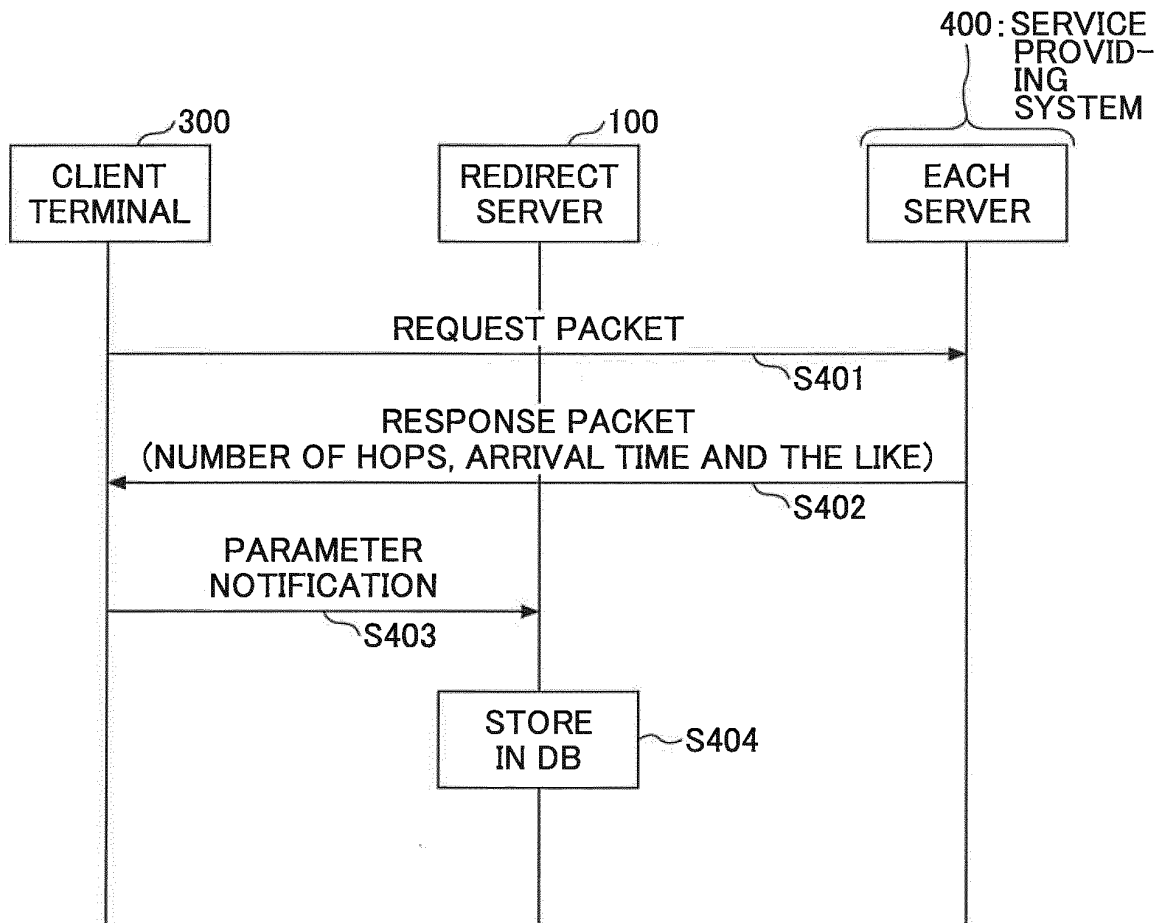 400: SERVICE
PROVID-
ING
SYSTEM
300
100
CLIENT
TERMINAL
REDIRECT
SERVER
EACH
SERVER
REQUEST PACKET
S401
RESPONSE PACKET
(NUMBER OF HOPS, ARRIVAL TIME AND THE LIKE)
S402
PARAMETER
NOTIFICATION
S403
STORE
IN DB
S404